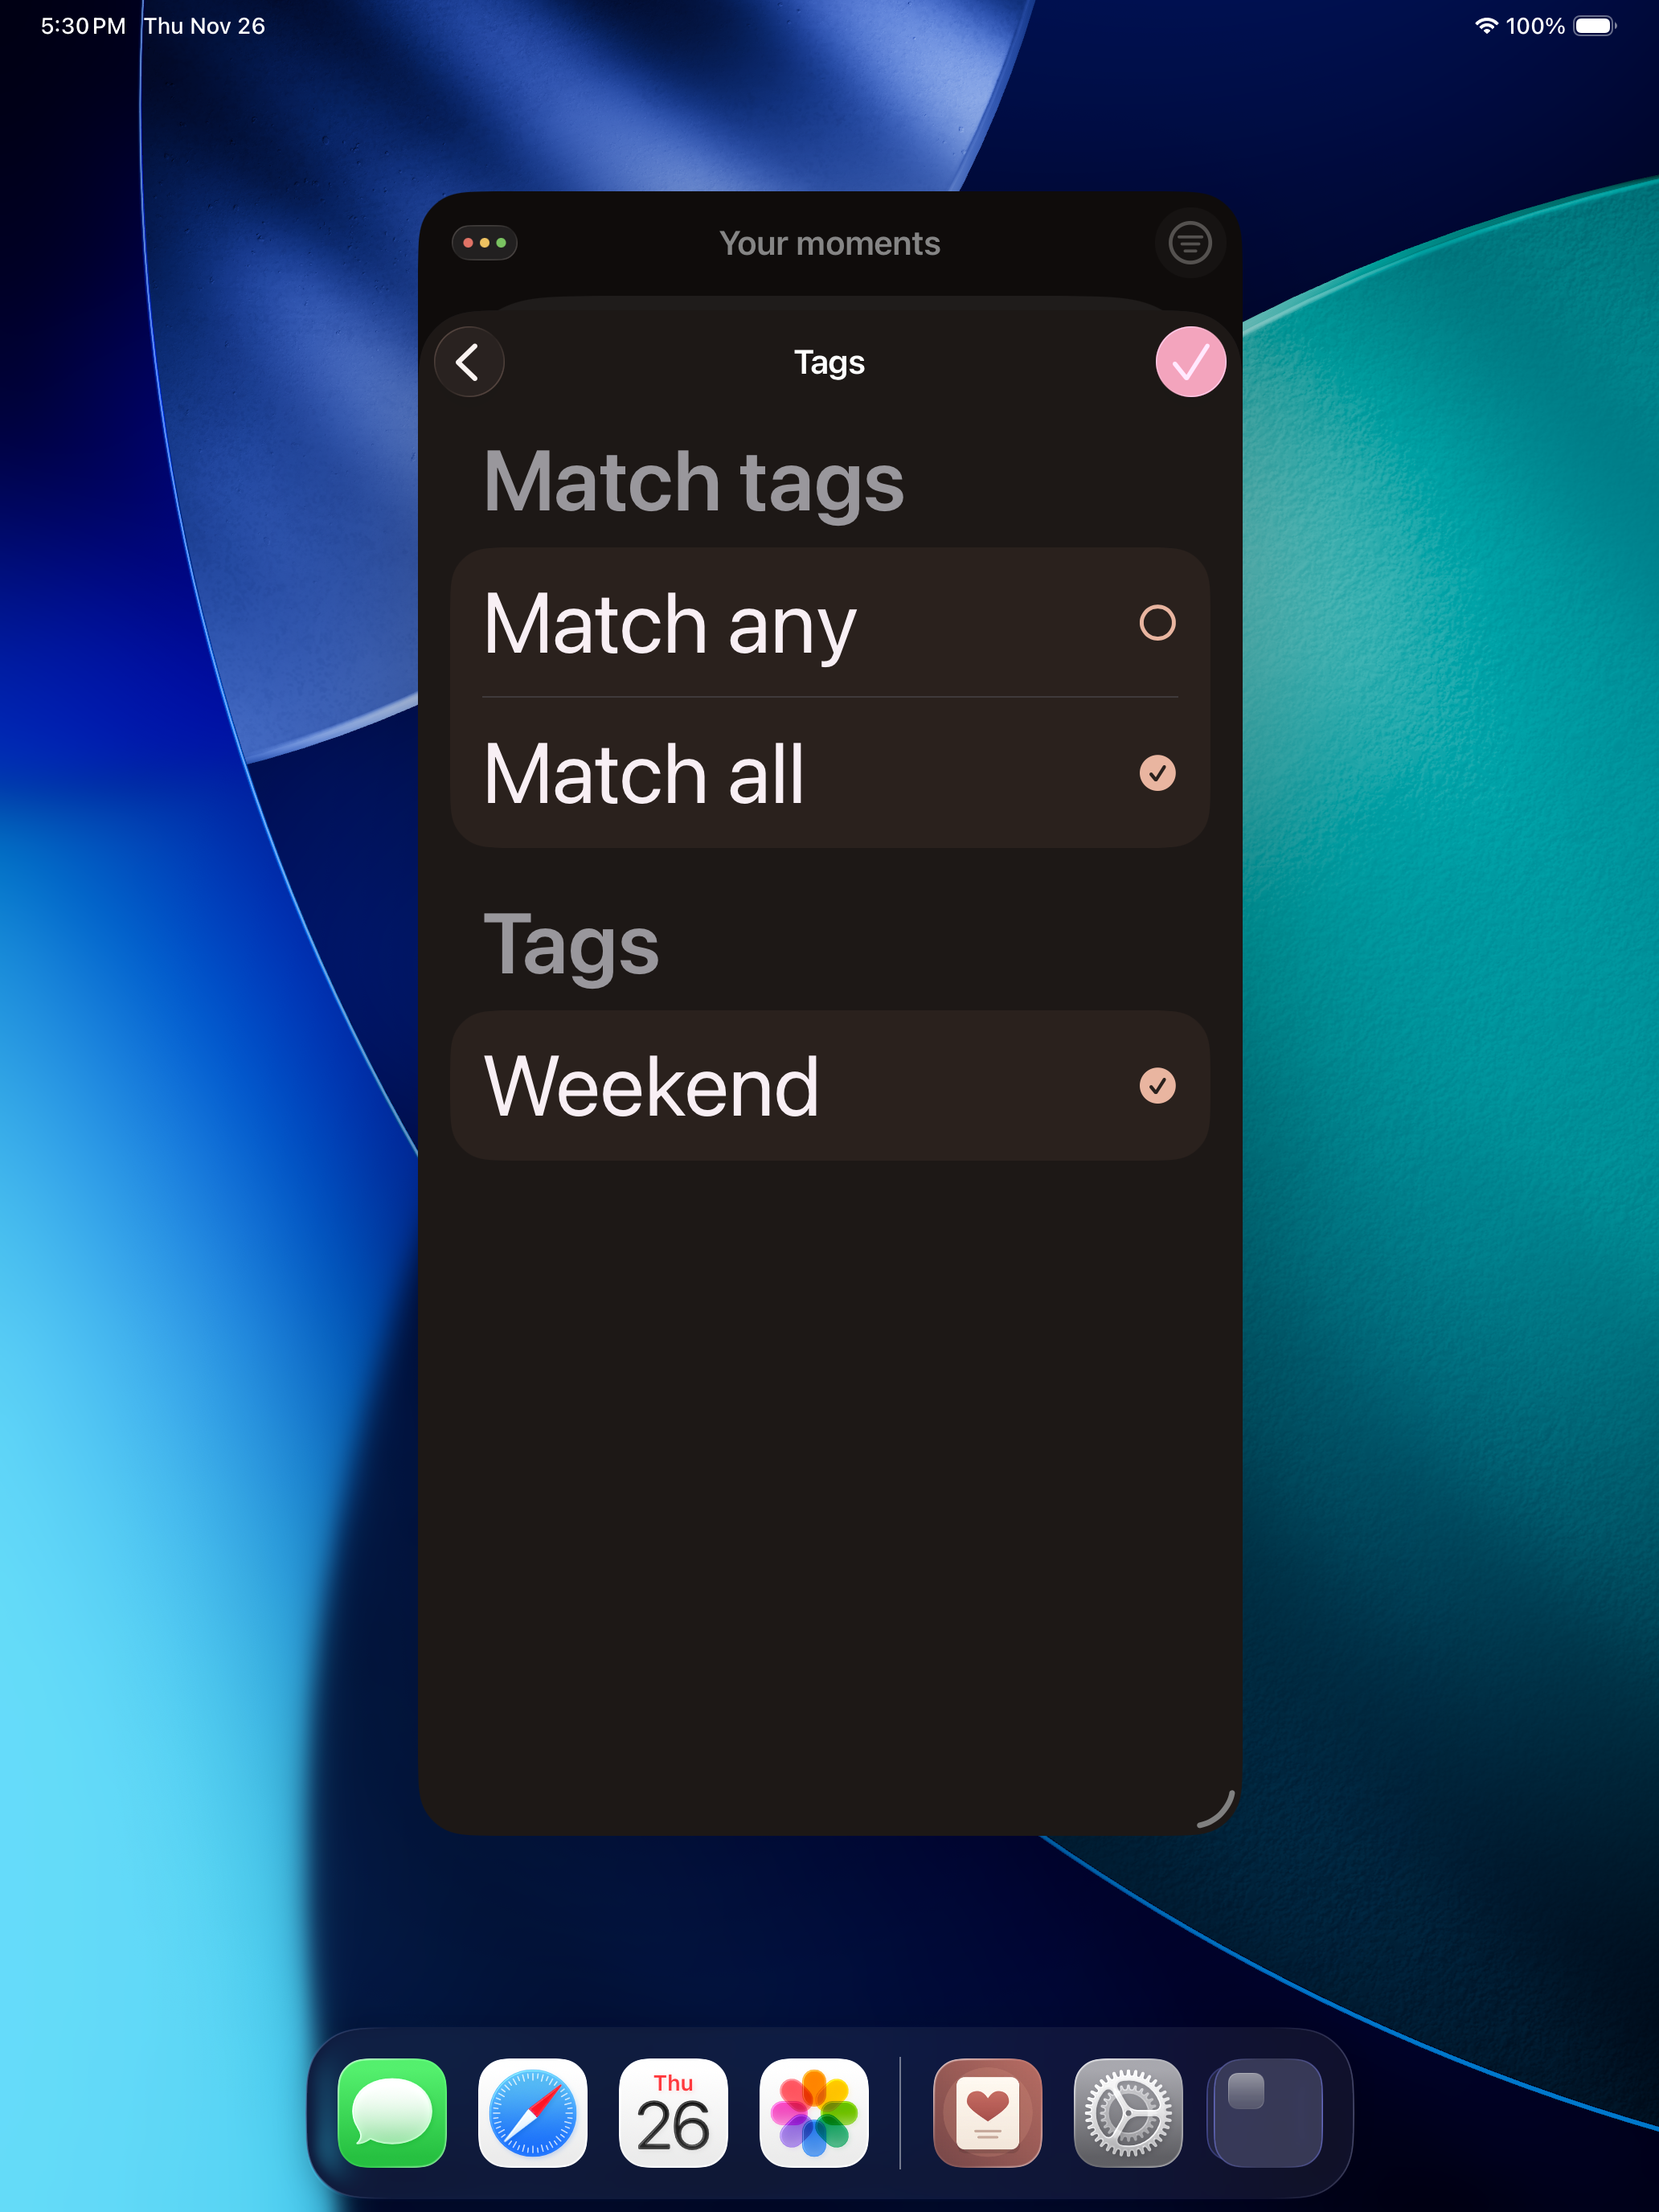 5:30 PM Thu Nov 26
100%
Your moments
Tags
Match tags
Match any
Match all
Tags
Weekend
Thu
26